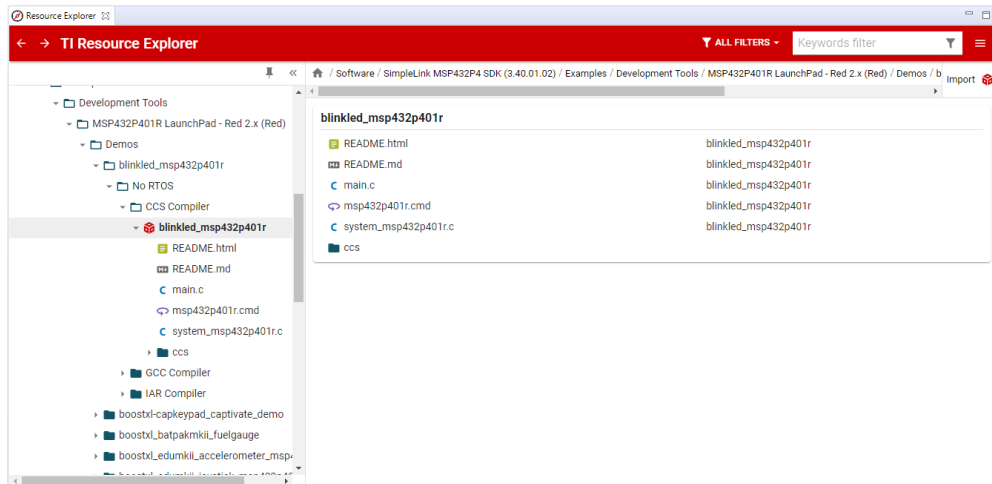 Resource Explorer
TI Resource Explorer
ALL FILTERS
Keywords filter
/ Software / SimpleLink MSP432P4 SDK (3.40.01.02) / Examples / Development Tools / MSP432P401R LaunchPad - Red 2.x (Red) / Demos / b
Import
Development Tools
MSP432P401R LaunchPad - Red 2.x (Red)
Demos
blinkled_msp432p401r
No RTOS
CCS Compiler
blinkled_msp432p401r
README.html
README.md
main.c
msp432p401r.cmd
system_msp432p401r.c
ccs
GCC Compiler
IAR Compiler
boostxl-capkeypad_captivate_demo
boostxl_batpakmkii_fuelgauge
boostxl_edumkii_accelerometer_msp4
blinkled_msp432p401r
README.html blinkled_msp432p401r
README.md blinkled_msp432p401r
main.c blinkled_msp432p401r
msp432p401r.cmd blinkled_msp432p401r
system_msp432p401r.c blinkled_msp432p401r
ccs